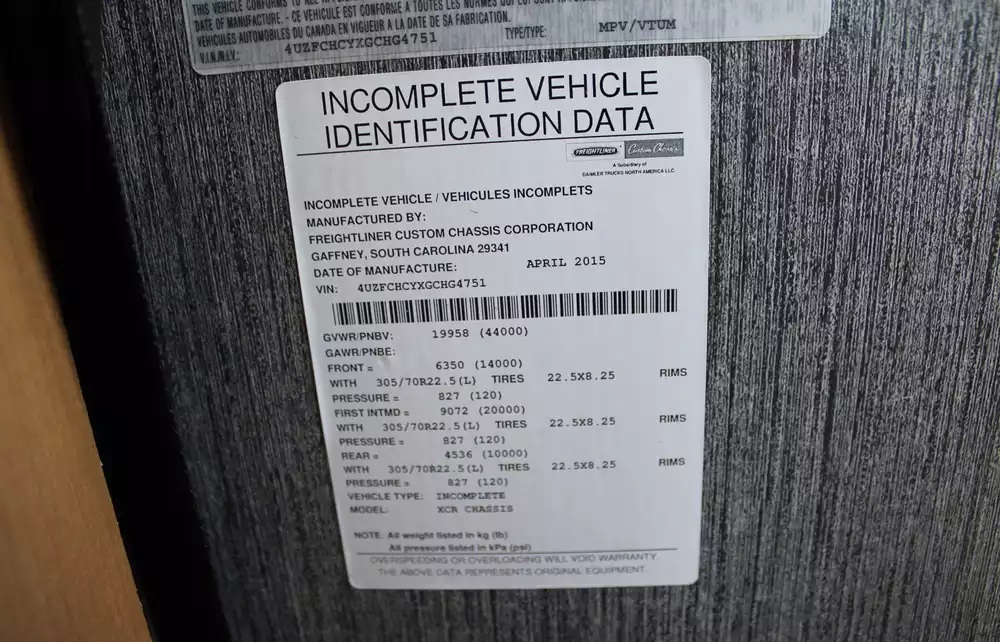 THIS VEHICLE CONFORMS TO ALL
DATE OF MANUFACTURE. - CE VÉHICULE EST CONFORME A TOUTES LES NORMES QUI
VÉHICULES AUTOMOBILES DU CANADA EN VIGUEUR A LA DATE DE SA FABRICATION.
V.I.N./N.I.V.: 4UZFCHCYXGCHG4751 TYPE/TYPE: MPV/VTUM
INCOMPLETE VEHICLE
IDENTIFICATION DATA
FREIGHTLINER Custom Chassis
A Subsidiary of
DAIMLER TRUCKS NORTH AMERICA LLC
INCOMPLETE VEHICLE / VEHICULES INCOMPLETS
MANUFACTURED BY:
FREIGHTLINER CUSTOM CHASSIS CORPORATION
GAFFNEY, SOUTH CAROLINA 29341
DATE OF MANUFACTURE: APRIL 2015
VIN: 4UZFCHCYXGCHG4751
GVWR/PNBV: 19958 (44000)
GAWR/PNBE:
FRONT = 6350 (14000)
WITH 305/70R22.5(L) TIRES 22.5X8.25 RIMS
PRESSURE = 827 (120)
FIRST INTMD = 9072 (20000)
WITH 305/70R22.5(L) TIRES 22.5X8.25 RIMS
PRESSURE = 827 (120)
REAR = 4536 (10000)
WITH 305/70R22.5(L) TIRES 22.5X8.25 RIMS
PRESSURE = 827 (120)
VEHICLE TYPE: INCOMPLETE
MODEL: XCR CHASSIS
NOTE: All weight listed in kg (lb)
All pressure listed in kPa (psi)
OVERSPEEDING OR OVERLOADING WILL VOID WARRANTY.
THE ABOVE DATA REPRESENTS ORIGINAL EQUIPMENT.